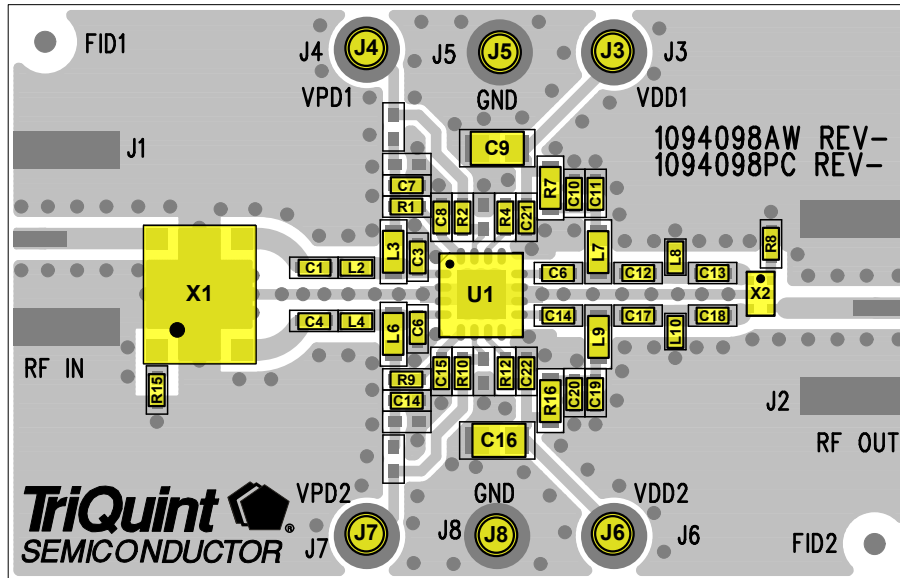 FID1
J4
J4
J5
J5
J3
J3
VPD1
GND
VDD1
J1
1094098AW REV-
1094098PC REV-
C9
C7
R1
R7
C10
C11
C8
R2
R4
C21
L3
C3
L7
L8
R8
C1
L2
C6
C12
C13
X1
U1
X2
C4
L4
C14
C17
C18
L6
C6
L9
L10
RF IN
R15
R9
C14
C15
R10
R12
C22
R16
C20
C19
J2
C16
RF OUT
VPD2
GND
VDD2
TriQuint
SEMICONDUCTOR®
J7
J7
J8
J8
J6
J6
FID2